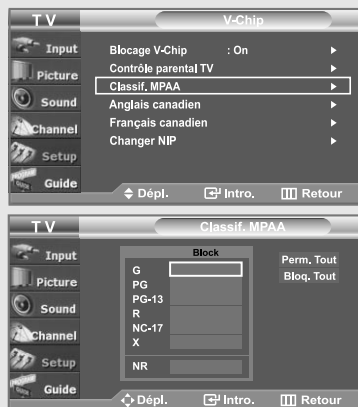 TV V-Chip
Input
Picture
Sound
Channel
Setup
Guide
Blocage V-Chip : On
Contrôle parental TV
Classif. MPAA
Anglais canadien
Français canadien
Changer NIP
Dépl. Intro. Retour
TV Classif. MPAA
Input
Picture
Sound
Channel
Setup
Guide
Block
G
PG
PG-13
R
NC-17
X
NR
Perm. Tout
Bloq. Tout
Dépl. Intro. Retour